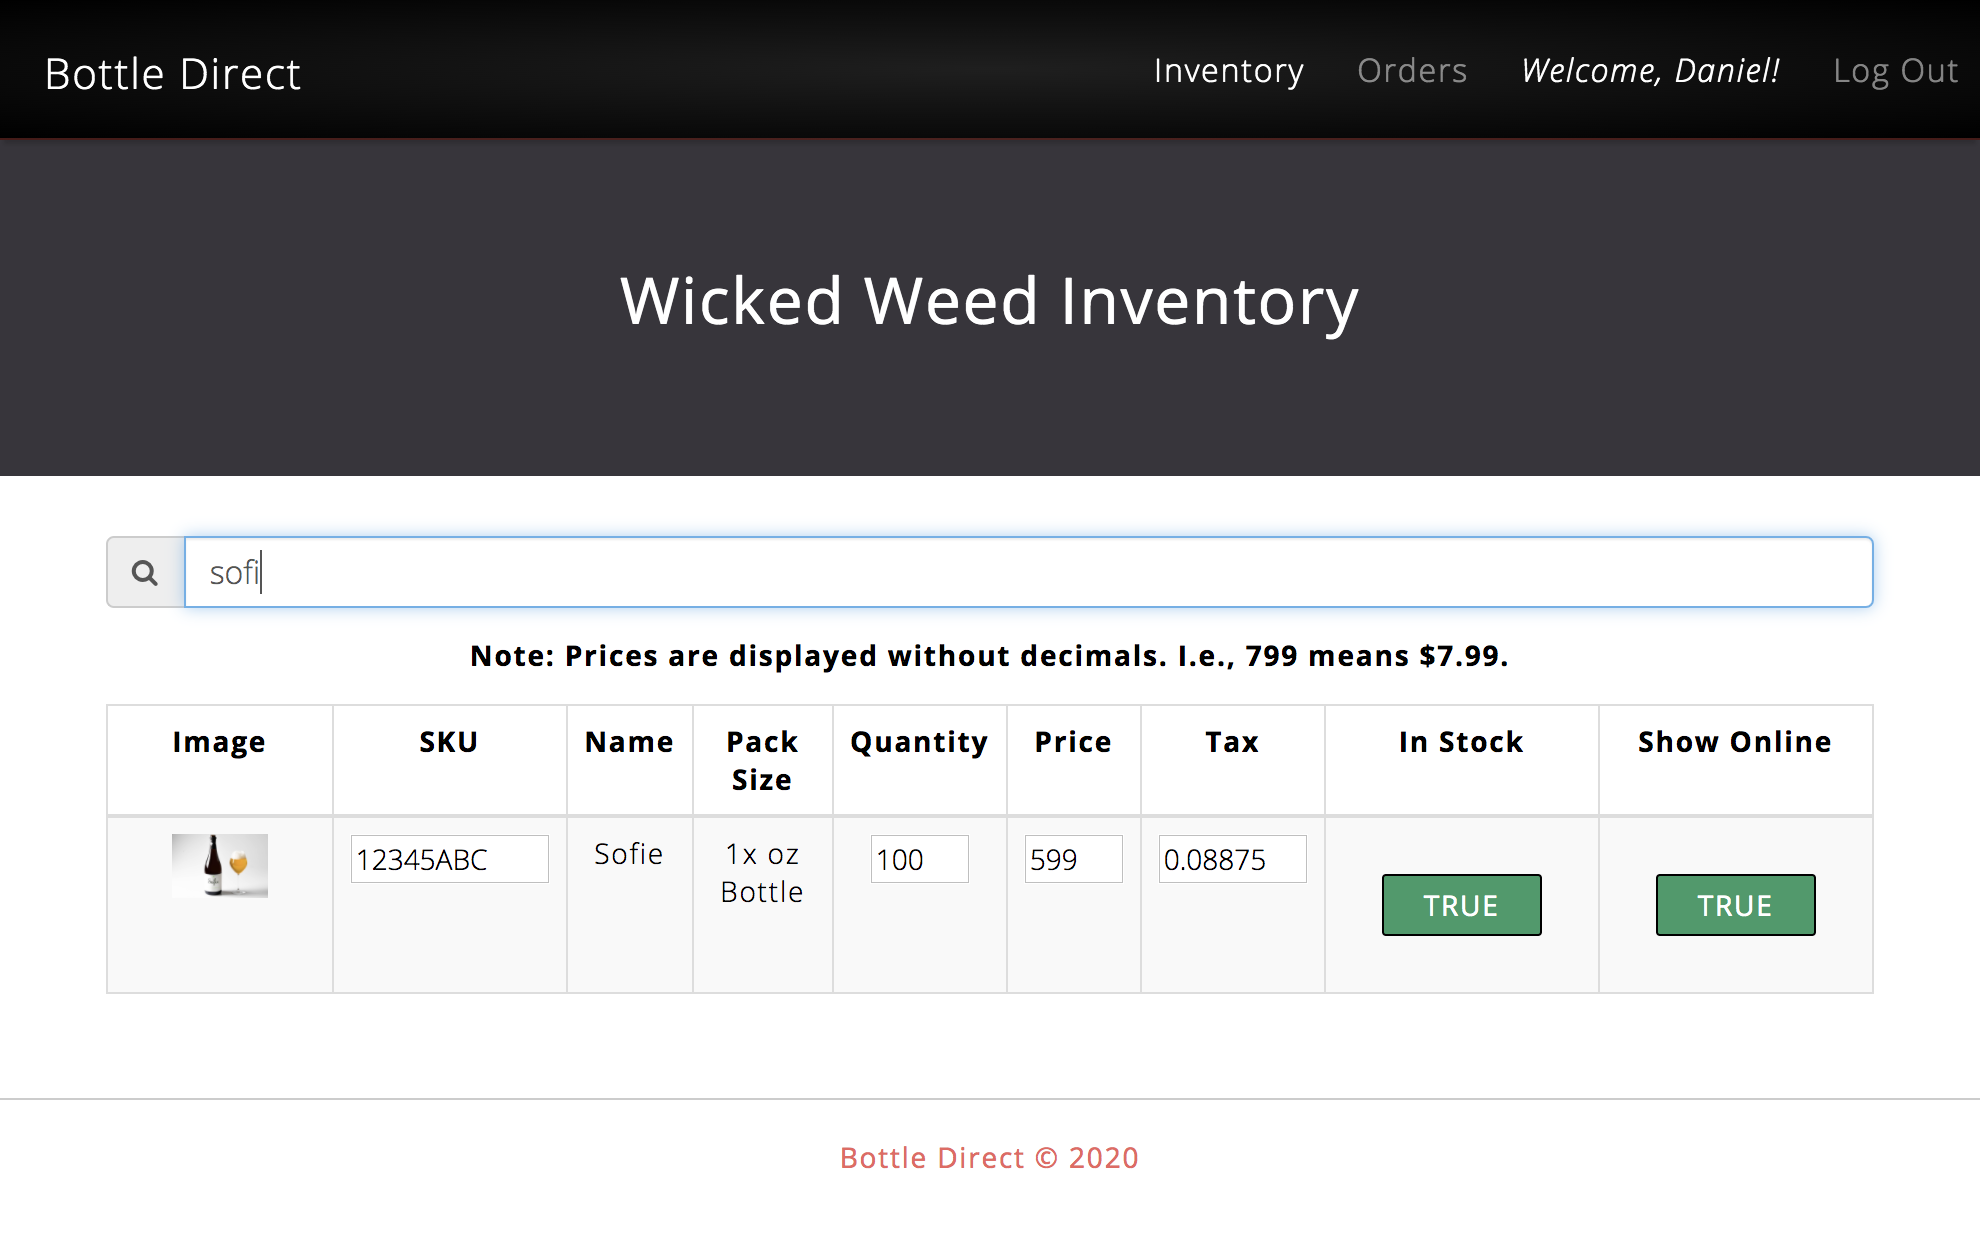 Bottle Direct
Inventory Orders Welcome, Daniel! Log Out
Wicked Weed Inventory
sofi
Note: Prices are displayed without decimals. I.e., 799 means $7.99.
Image SKU Name Pack Size Quantity Price Tax In Stock Show Online
12345ABC Sofie 1x oz Bottle 100 599 0.08875 TRUE TRUE
Bottle Direct © 2020